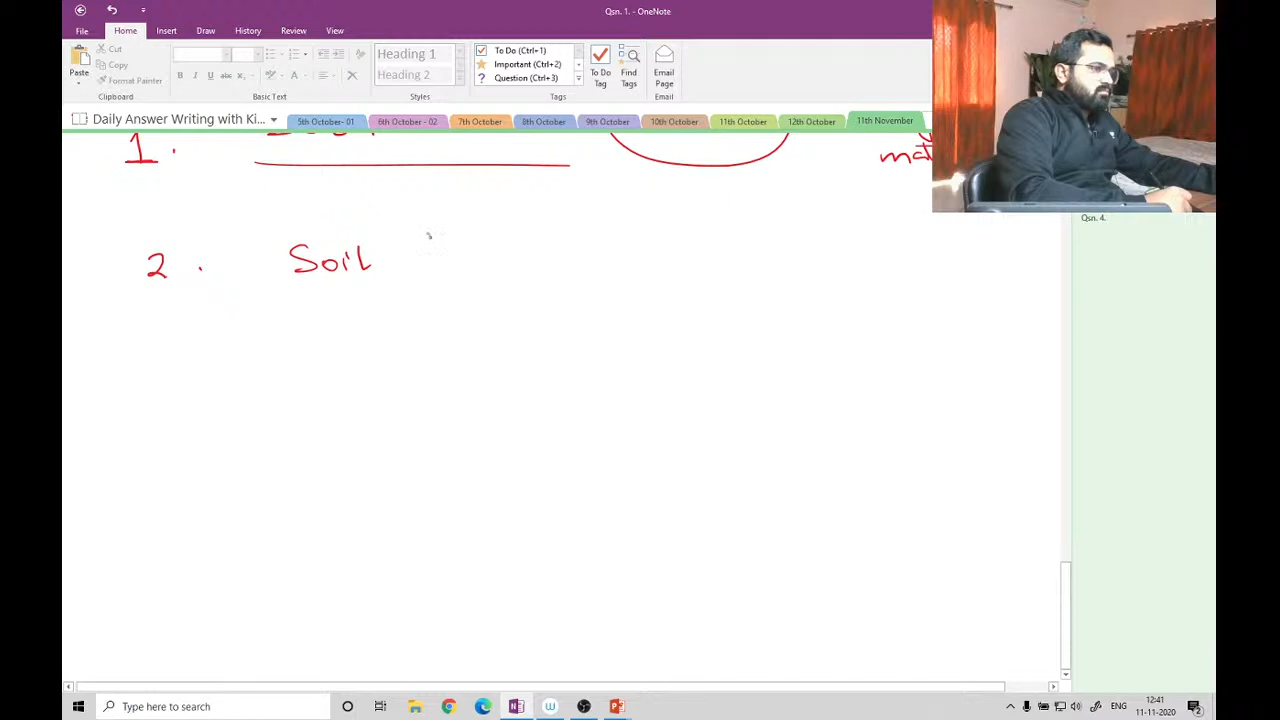 Qsn. 1. - OneNote
File Home Insert Draw History Review View
Paste Cut Copy Format Painter
Clipboard
B I U abc X A
Basic Text
Heading 1
Heading 2
Styles
To Do (Ctrl+1)
Important (Ctrl+2)
Question (Ctrl+3)
To Do Tag
Find Tags
Tags
Email Page
Email
Daily Answer Writing with Ki...
5th October- 01 6th October - 02 7th October 8th October 9th October 10th October 11th October 12th October 11th November
1.
2. Soil
Qsn. 4.
Type here to search
ENG
12:41
11-11-2020
2